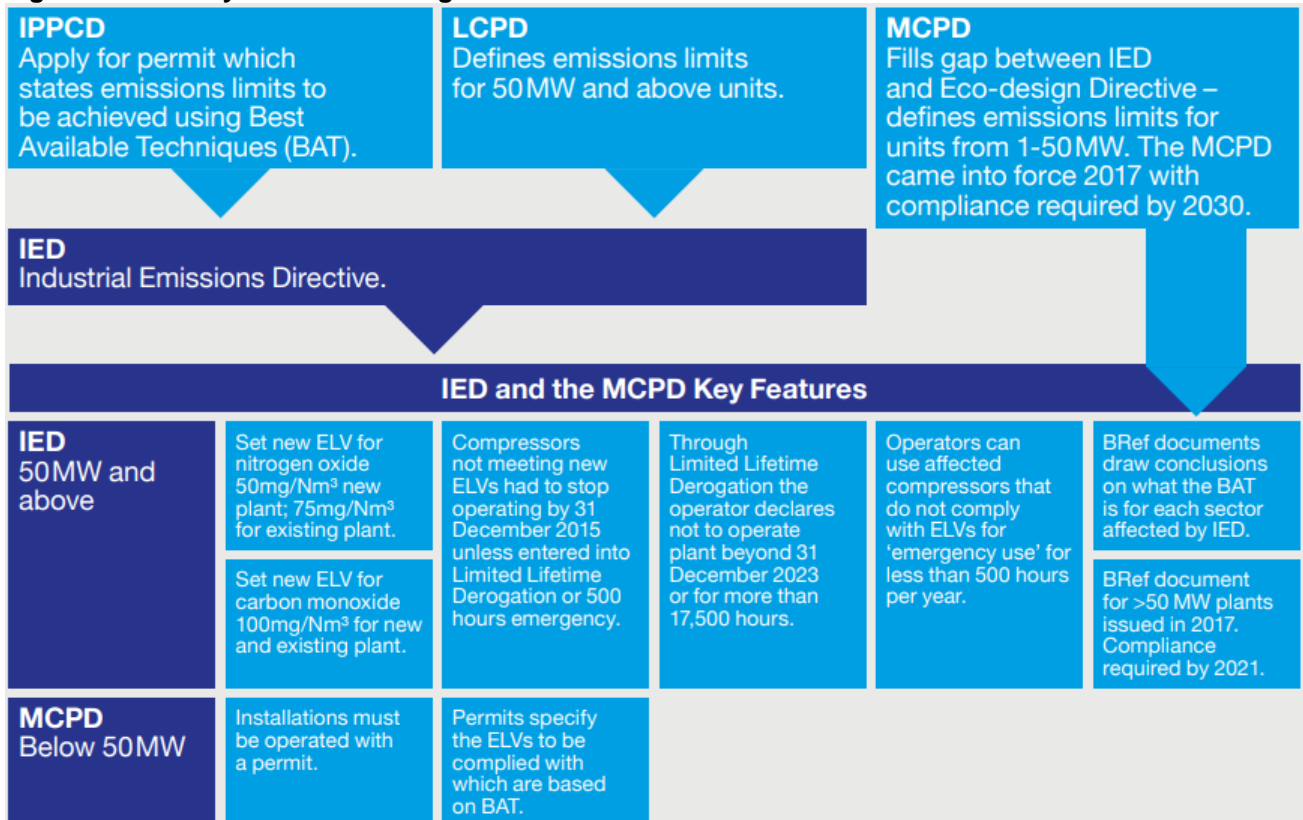 IPPCD
Apply for permit which
states emissions limits to
be achieved using Best
Available Techniques (BAT).
LCPD
Defines emissions limits
for 50 MW and above units.
MCPD
Fills gap between IED
and Eco-design Directive –
defines emissions limits for
units from 1-50 MW. The MCPD
came into force 2017 with
compliance required by 2030.
IED
Industrial Emissions Directive.
IED and the MCPD Key Features
IED
50 MW and
above
Set new ELV for
nitrogen oxide
50mg/Nm³ new
plant; 75mg/Nm³
for existing plant.
Set new ELV for
carbon monoxide
100mg/Nm³ for new
and existing plant.
Compressors
not meeting new
ELVs had to stop
operating by 31
December 2015
unless entered into
Limited Lifetime
Derogation or 500
hours emergency.
Through
Limited Lifetime
Derogation the
operator declares
not to operate
plant beyond 31
December 2023
or for more than
17,500 hours.
Operators can
use affected
compressors that
do not comply
with ELVs for
‘emergency use’ for
less than 500 hours
per year.
BRef documents
draw conclusions
on what the BAT
is for each sector
affected by IED.
BRef document
for >50 MW plants
issued in 2017.
Compliance
required by 2021.
MCPD
Below 50 MW
Installations must
be operated with
a permit.
Permits specify
the ELVs to be
complied with
which are based
on BAT.